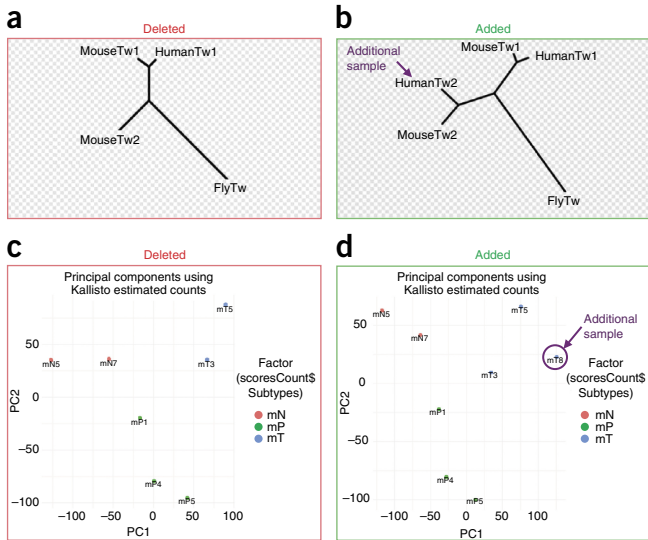 a
Deleted
MouseTw1
HumanTw1
MouseTw2
FlyTw
b
Added
Additional
sample
MouseTw1
HumanTw1
HumanTw2
MouseTw2
FlyTw
c
Deleted
Principal components using
Kallisto estimated counts
mT5
mN5
mN7
mT3
mP1
mP4
mP5
50
0
−50
−100
PC2
−100
−50
0
50
100
PC1
Factor
(scoresCount$
Subtypes)
mN
mP
mT
d
Added
Principal components using
Kallisto estimated counts
mN5
mT5
mN7
mT8
mT3
mP1
mP4
mP5
Additional
sample
50
0
−50
−100
PC2
−100
−50
0
50
100
PC1
Factor
(scoresCount$
Subtypes)
mN
mP
mT